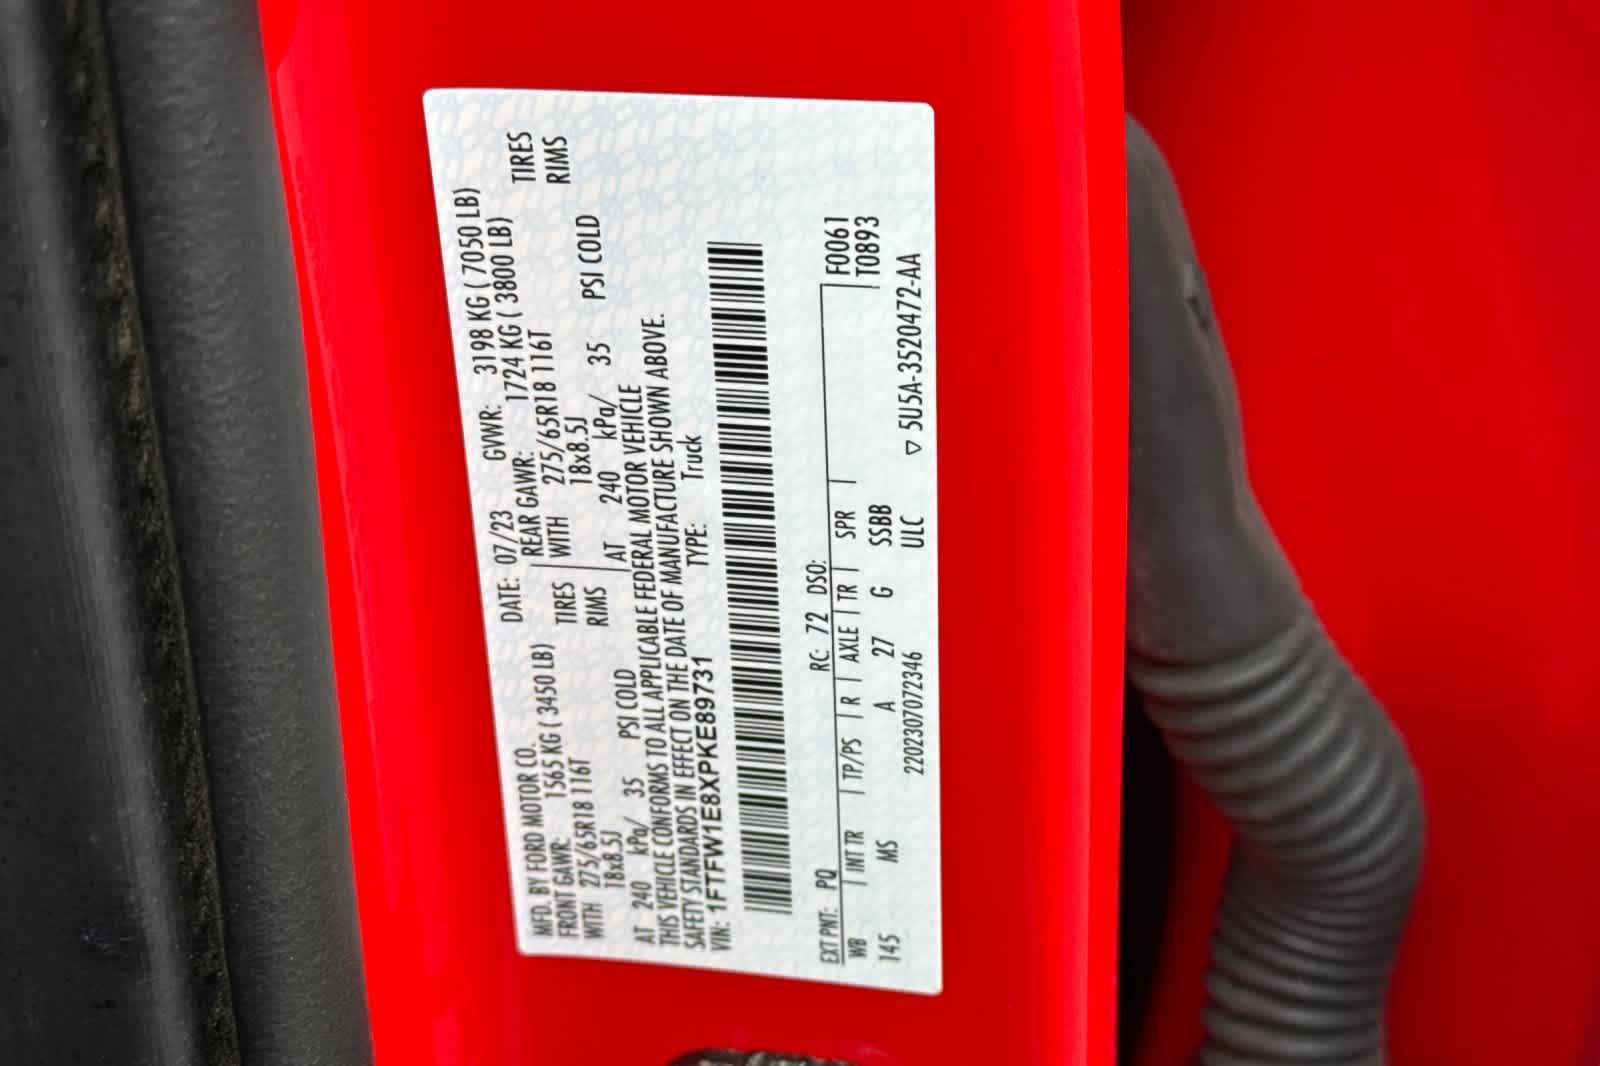 MFD. BY FORD MOTOR CO.
DATE: 07/23 GVWR: 3198 KG ( 7050 LB)
FRONT GAWR: 1565 KG ( 3450 LB) REAR GAWR: 1724 KG ( 3800 LB)
WITH 275/65R18 116T TIRES WITH 275/65R18 116T TIRES
18x8.5J RIMS 18x8.5J RIMS
AT 240 kPa/ 35 PSI COLD AT 240 kPa/ 35 PSI COLD
THIS VEHICLE CONFORMS TO ALL APPLICABLE FEDERAL MOTOR VEHICLE
SAFETY STANDARDS IN EFFECT ON THE DATE OF MANUFACTURE SHOWN ABOVE.
VIN: 1FTFW1E8XPKE89731 TYPE: Truck
F0061
T0893
EXT PNT: PQ RC: 72 DSO:
WB INT TR TP/PS R AXLE TR SPR
145 MS A 27 G SSBB
2202307072346 ULC ▽ 5U5A-3520472-AA